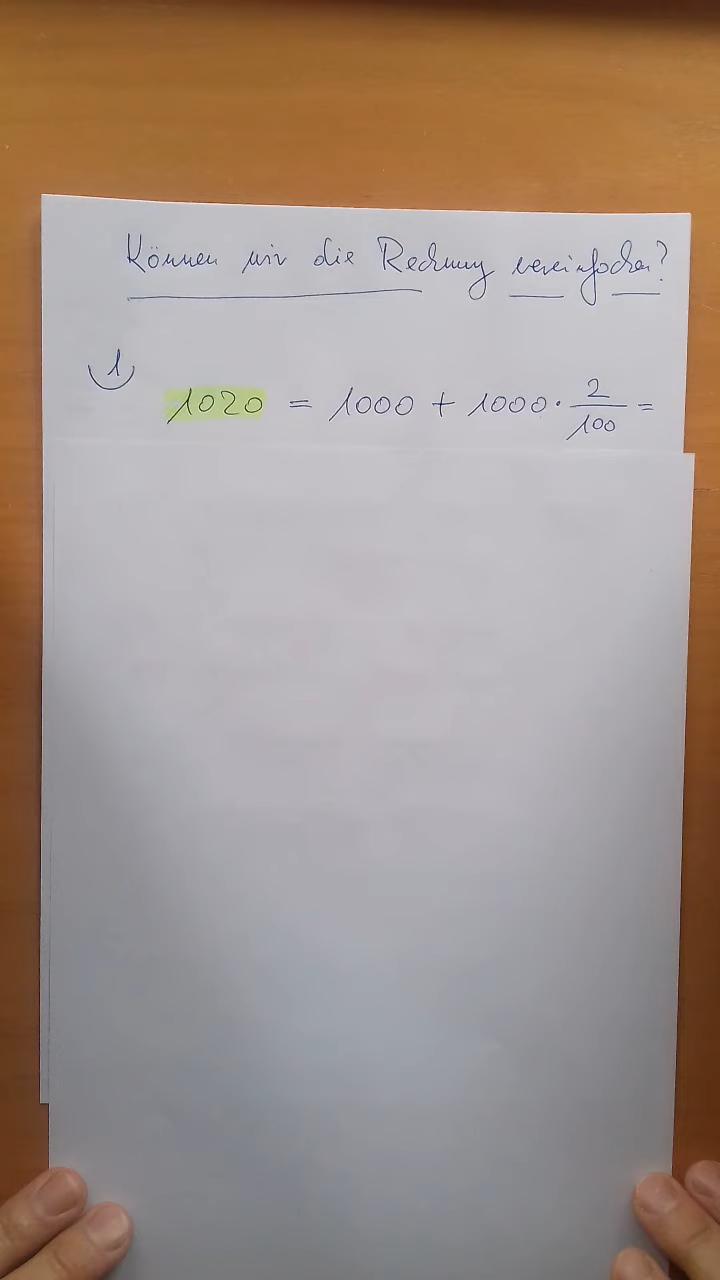 Können wir die Rechnung vereinfachen?
1
1020 = 1000 + 1000 · 2/100 =